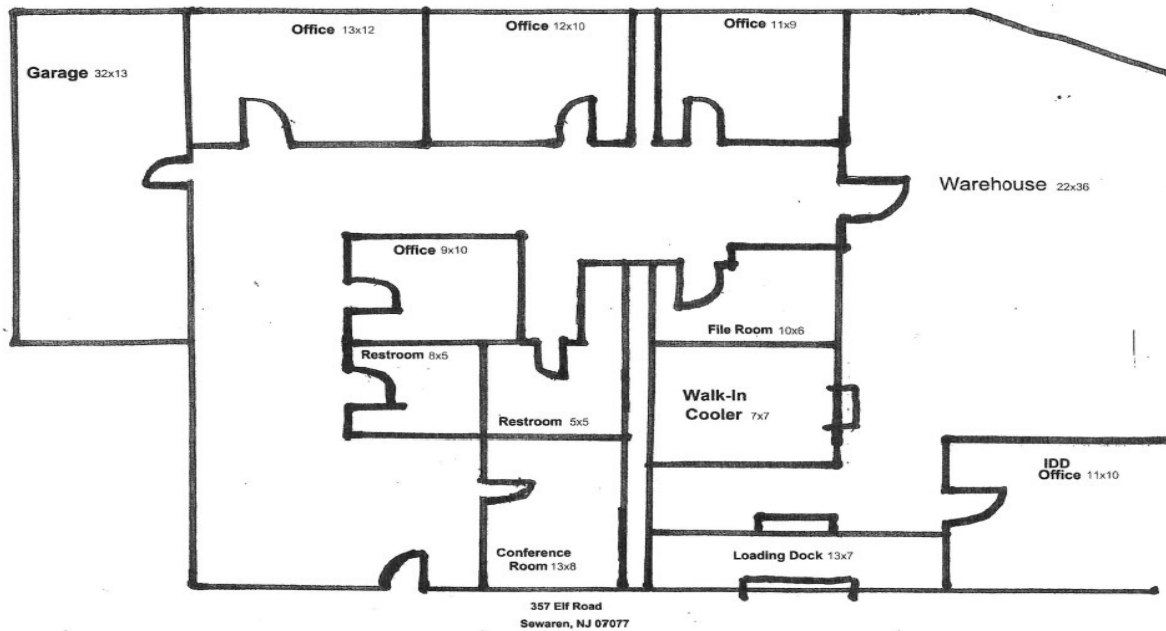 Office 13x12
Office 12x10
Office 11x9
Garage 32x13
Warehouse 22x36
Office 9x10
File Room 10x6
Restroom 8x5
Walk-In
Cooler 7x7
Restroom 5x5
IDD
Office 11x10
Conference
Room 13x8
Loading Dock 13x7
357 Elf Road
Sewaren, NJ 07077